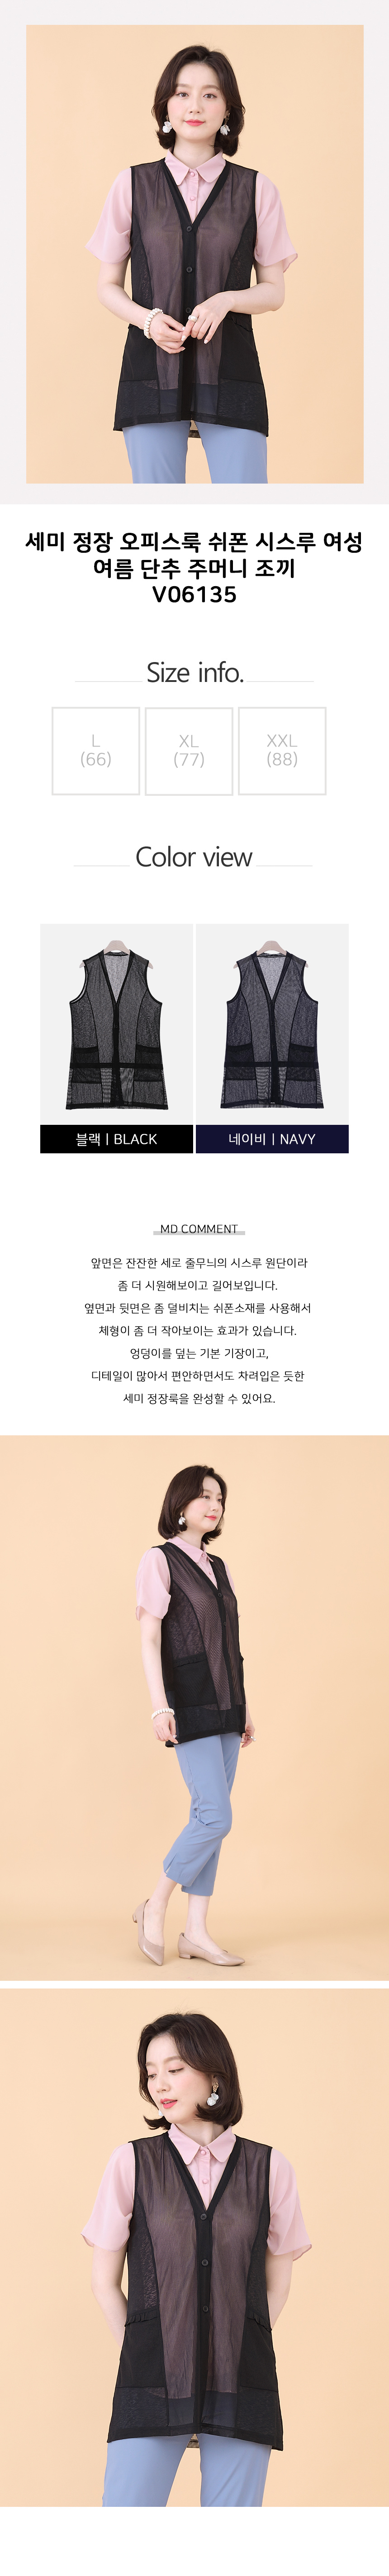 세미 정장 오피스룩 쉬폰 시스루 여성
여름 단추 주머니 조끼
V06135
Size info.
L
(66)
XL
(77)
XXL
(88)
Color view
블랙 | BLACK
네이비 | NAVY
MD COMMENT
앞면은 잔잔한 세로 줄무늬의 시스루 원단이라
좀 더 시원해보이고 길어보입니다.
옆면과 뒷면은 좀 덜비치는 쉬폰소재를 사용해서
체형이 좀 더 작아보이는 효과가 있습니다.
엉덩이를 덮는 기본 기장이고,
디테일이 많아서 편안하면서도 차려입은 듯한
세미 정장룩을 완성할 수 있어요.